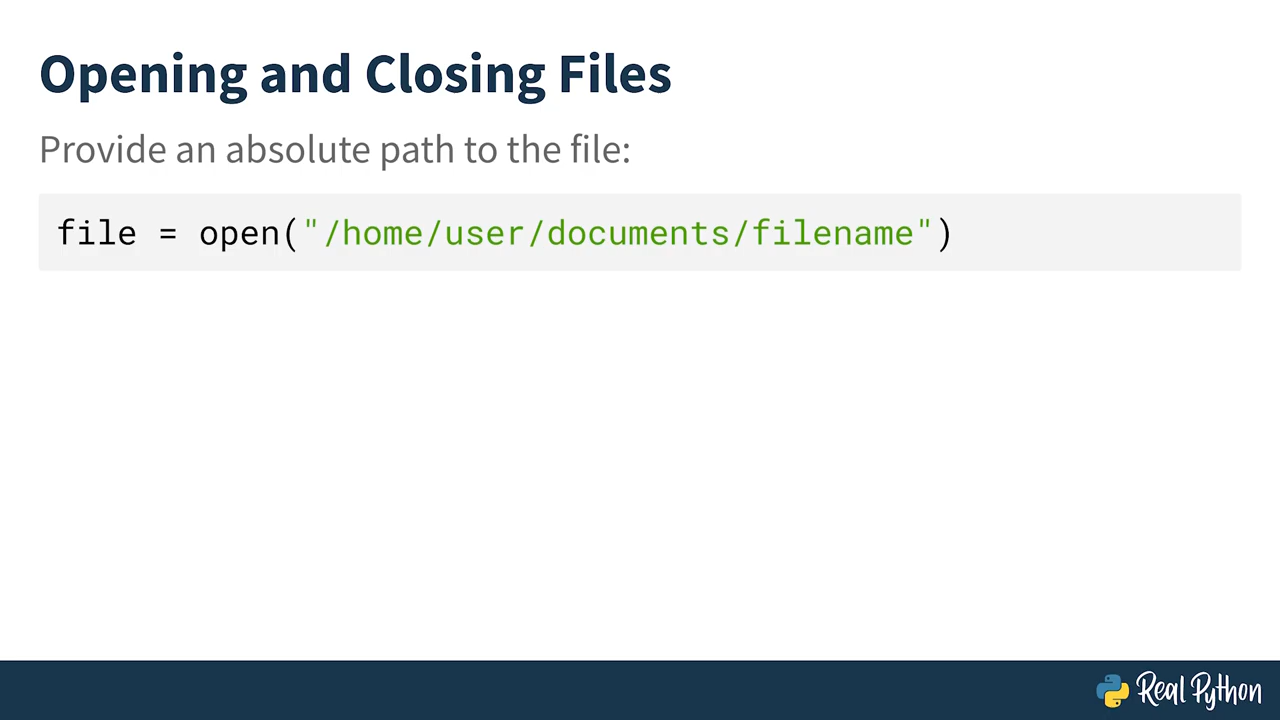 Opening and Closing Files
Provide an absolute path to the file:
file = open("/home/user/documents/filename")
Real Python